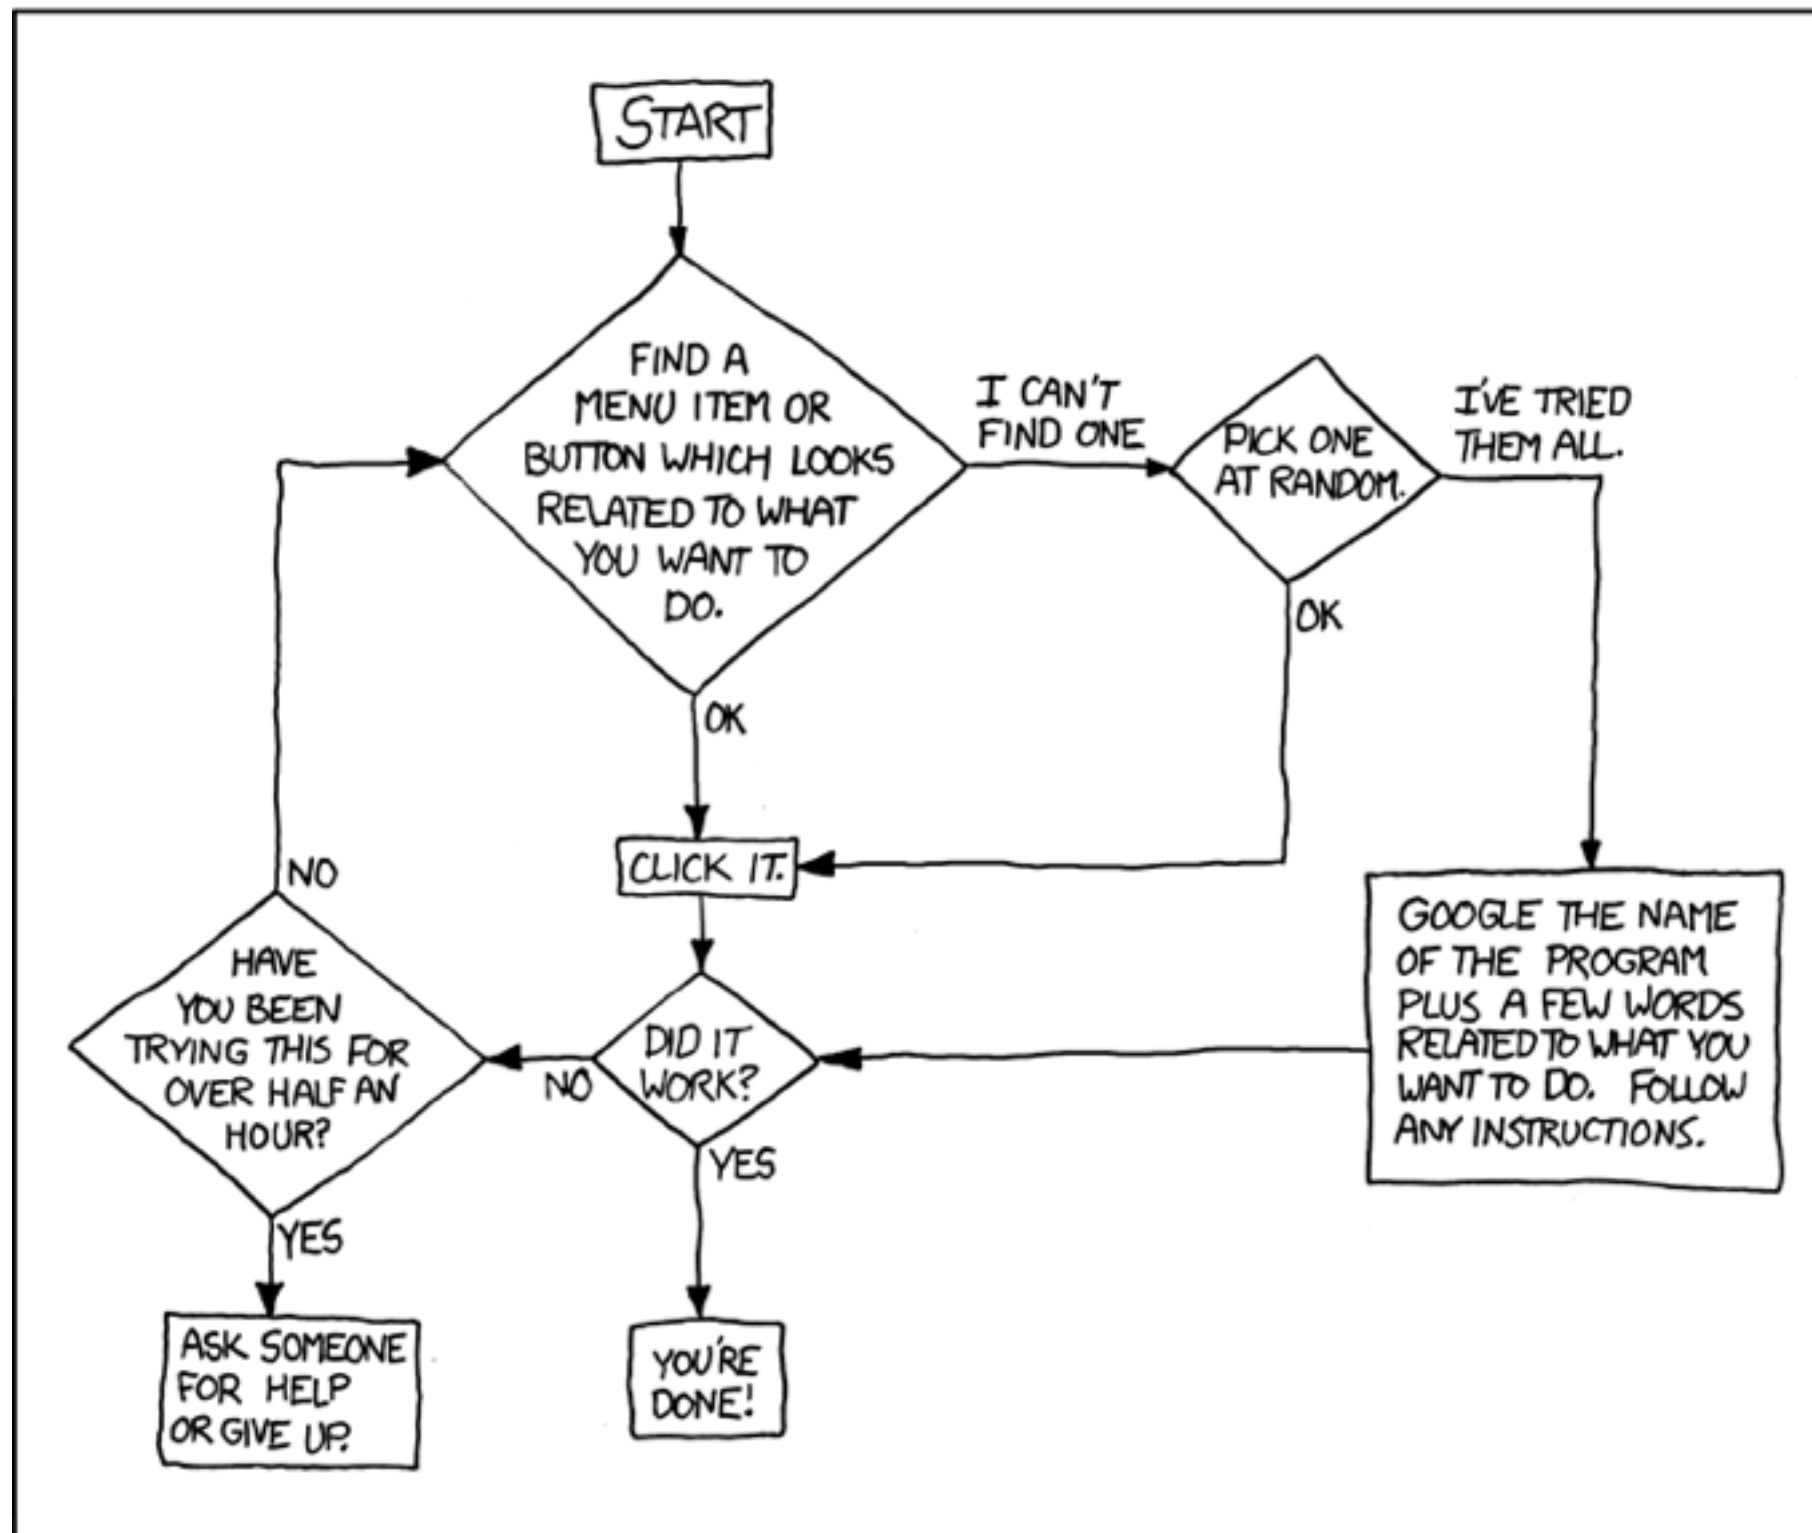 START
FIND A
MENU ITEM OR
BUTTON WHICH LOOKS
RELATED TO WHAT
YOU WANT TO
DO.
I CAN'T
FIND ONE
PICK ONE
AT RANDOM.
I'VE TRIED
THEM ALL.
OK
OK
CLICK IT.
NO
HAVE
YOU BEEN
TRYING THIS FOR
OVER HALF AN
HOUR?
NO
DID IT
WORK?
GOOGLE THE NAME
OF THE PROGRAM
PLUS A FEW WORDS
RELATED TO WHAT YOU
WANT TO DO. FOLLOW
ANY INSTRUCTIONS.
YES
YES
ASK SOMEONE
FOR HELP
OR GIVE UP.
YOU'RE
DONE!